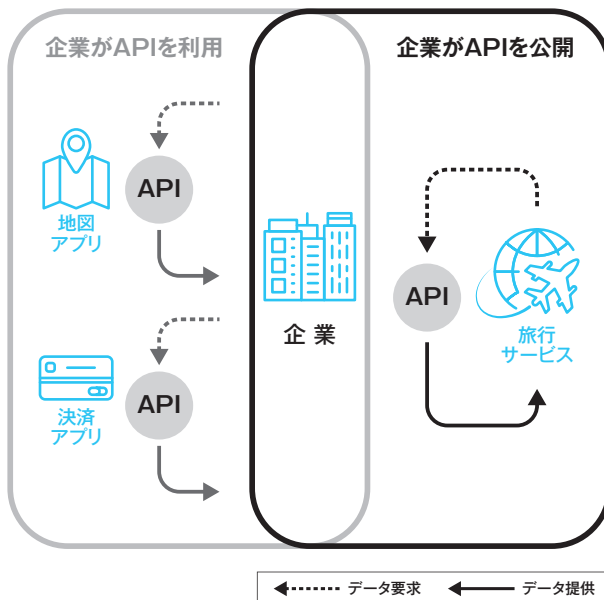 企業がAPIを利用
企業がAPIを公開
API
地図
アプリ
API
旅行
サービス
企業
API
決済
アプリ
データ要求
データ提供